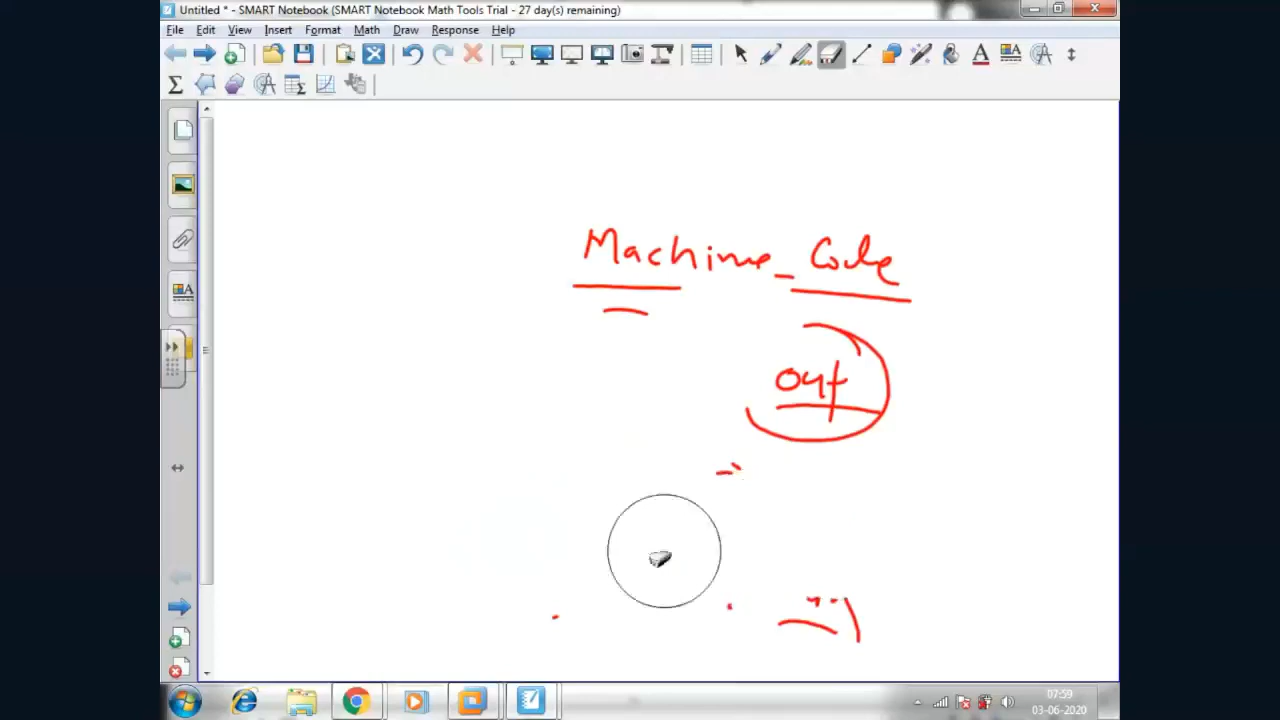 Untitled * - SMART Notebook (SMART Notebook Math Tools Trial - 27 day(s) remaining)
File Edit View Insert Format Math Draw Response Help
Machine_Code
out
07:59
03-06-2020